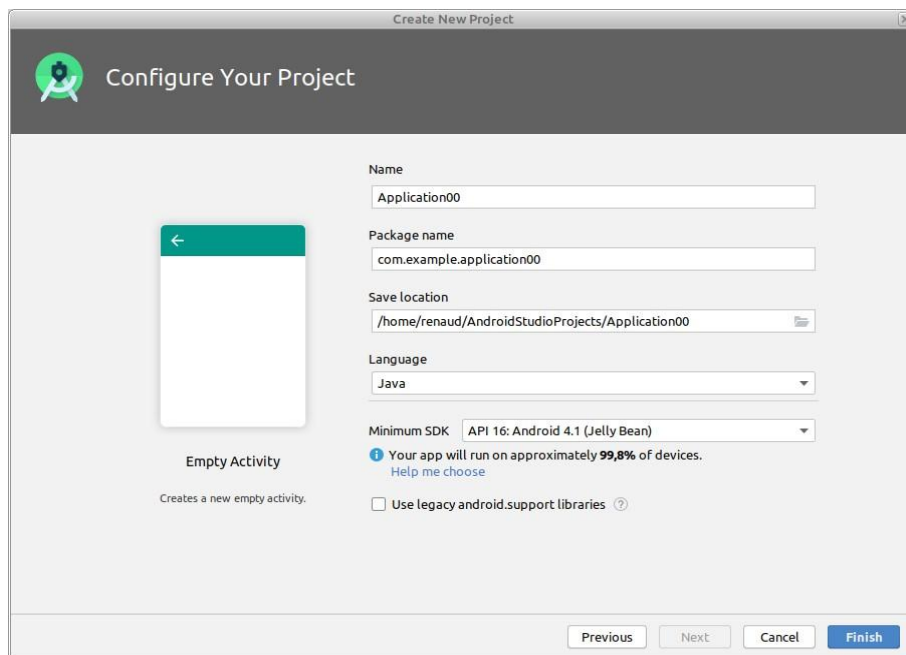 Create New Project
Configure Your Project
Name
Application00
Package name
com.example.application00
Save location
/home/renaud/AndroidStudioProjects/Application00
Language
Java
Minimum SDK API 16: Android 4.1 (Jelly Bean)
Your app will run on approximately 99,8% of devices.
Help me choose
Use legacy android.support libraries ?
Empty Activity
Creates a new empty activity.
Previous Next Cancel Finish